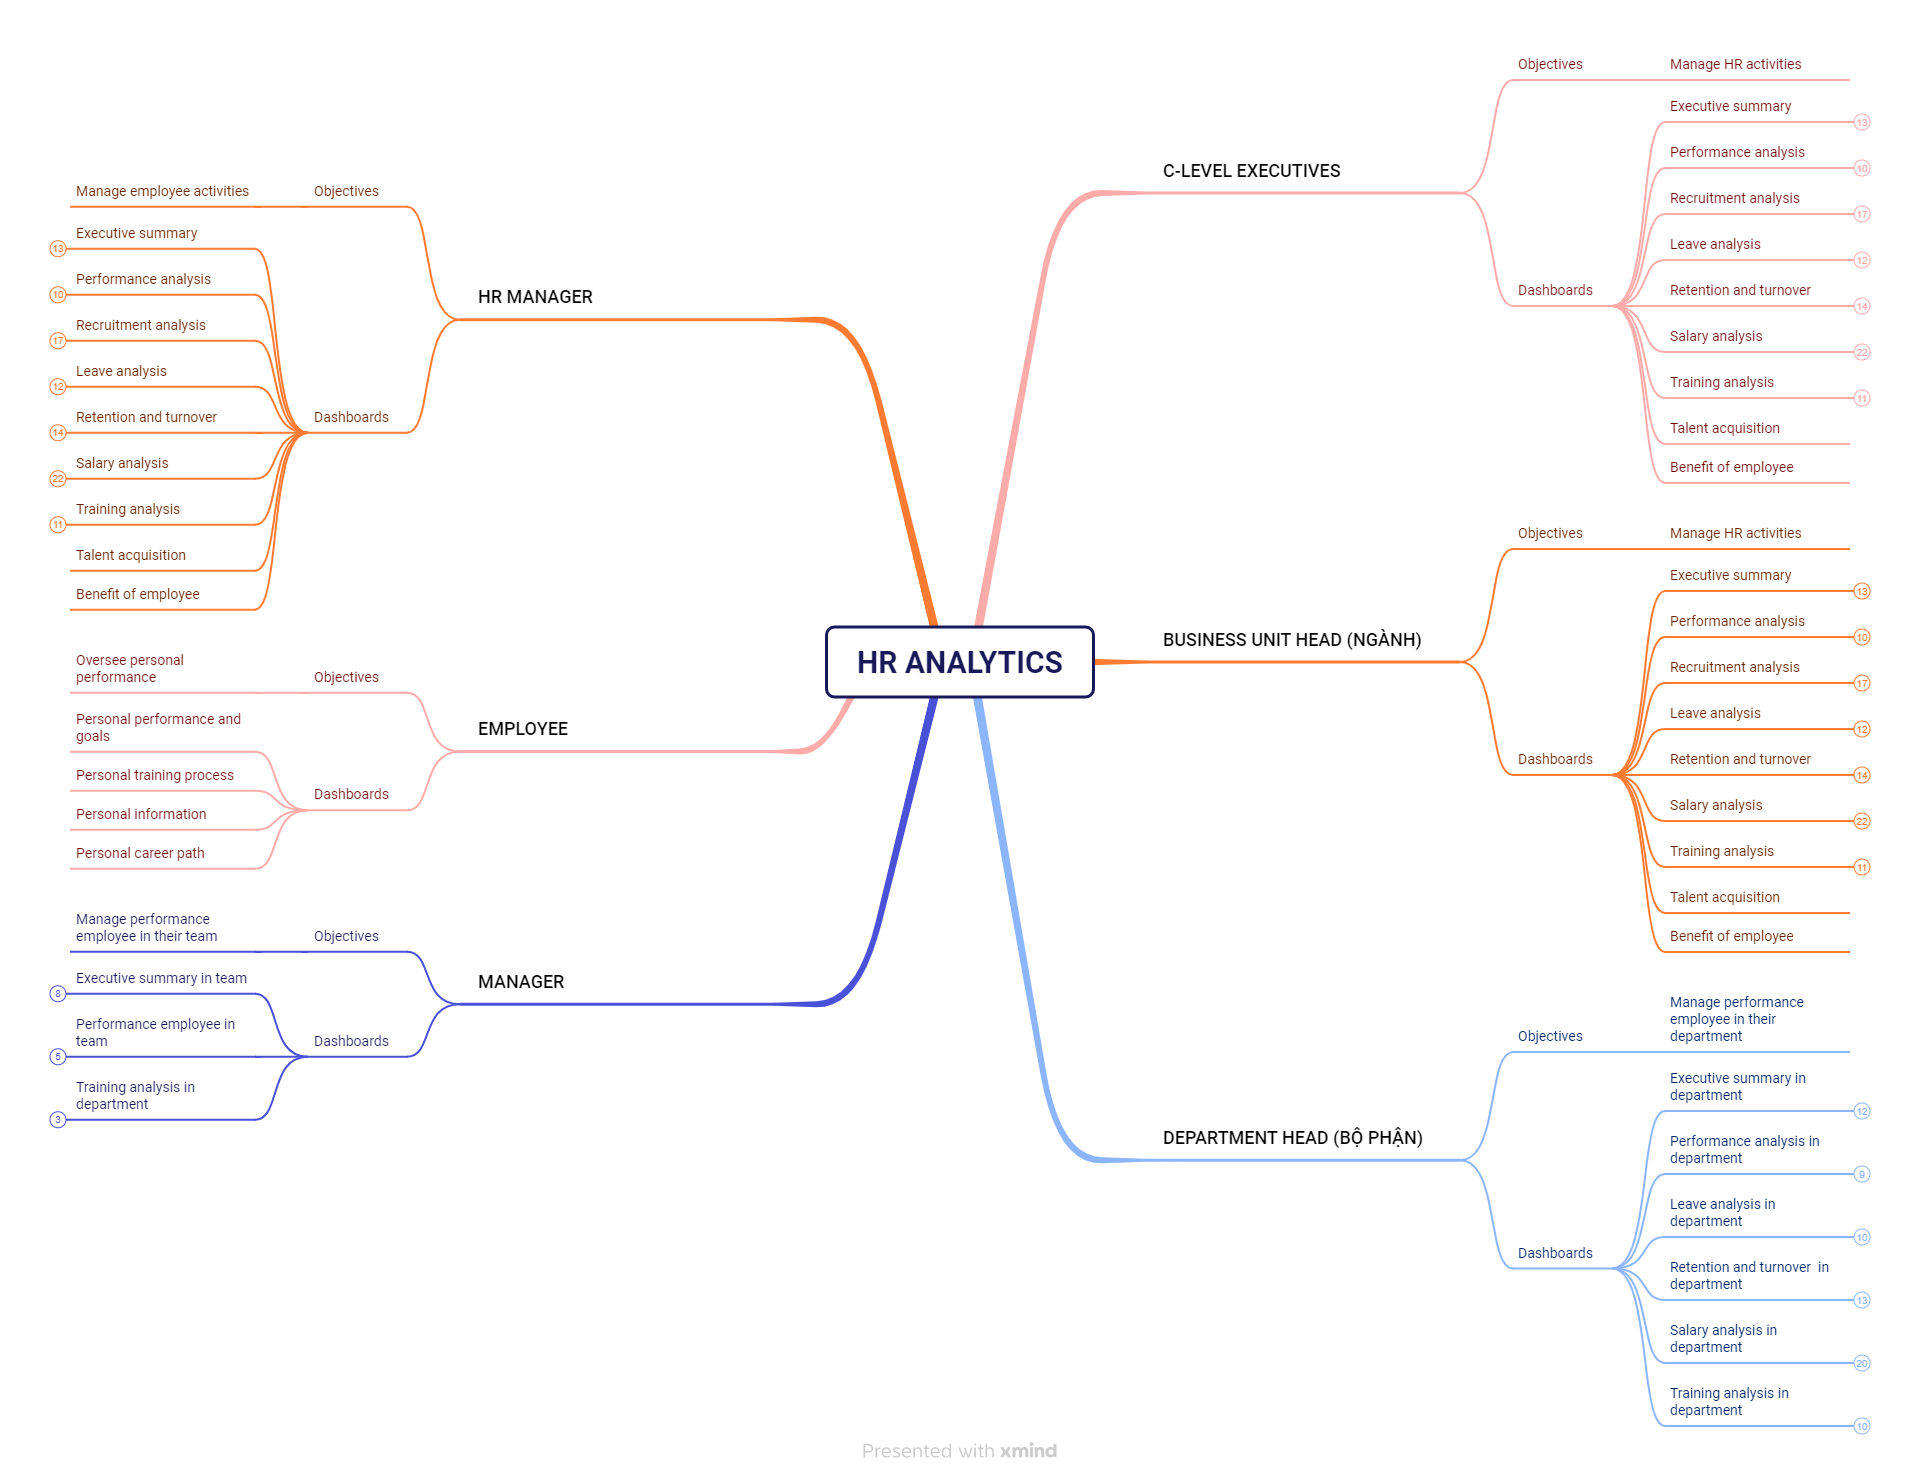 HR ANALYTICS
C-LEVEL EXECUTIVES
Objectives
Manage HR activities
Dashboards
Executive summary
13
Performance analysis
10
Recruitment analysis
17
Leave analysis
12
Retention and turnover
14
Salary analysis
22
Training analysis
11
Talent acquisition
Benefit of employee
BUSINESS UNIT HEAD (NGÀNH)
Objectives
Manage HR activities
Dashboards
Executive summary
13
Performance analysis
10
Recruitment analysis
17
Leave analysis
12
Retention and turnover
14
Salary analysis
22
Training analysis
11
Talent acquisition
Benefit of employee
DEPARTMENT HEAD (BỘ PHẬN)
Objectives
Manage performance
employee in their
department
Dashboards
Executive summary in
department
12
Performance analysis in
department
9
Leave analysis in
department
10
Retention and turnover  in
department
13
Salary analysis in
department
20
Training analysis in
department
10
HR MANAGER
Objectives
Manage employee activities
Dashboards
Executive summary
13
Performance analysis
10
Recruitment analysis
17
Leave analysis
12
Retention and turnover
14
Salary analysis
22
Training analysis
11
Talent acquisition
Benefit of employee
EMPLOYEE
Objectives
Oversee personal
performance
Dashboards
Personal performance and
goals
Personal training process
Personal information
Personal career path
MANAGER
Objectives
Manage performance
employee in their team
Dashboards
Executive summary in team
8
Performance employee in
team
5
Training analysis in
department
3
Presented with xmind